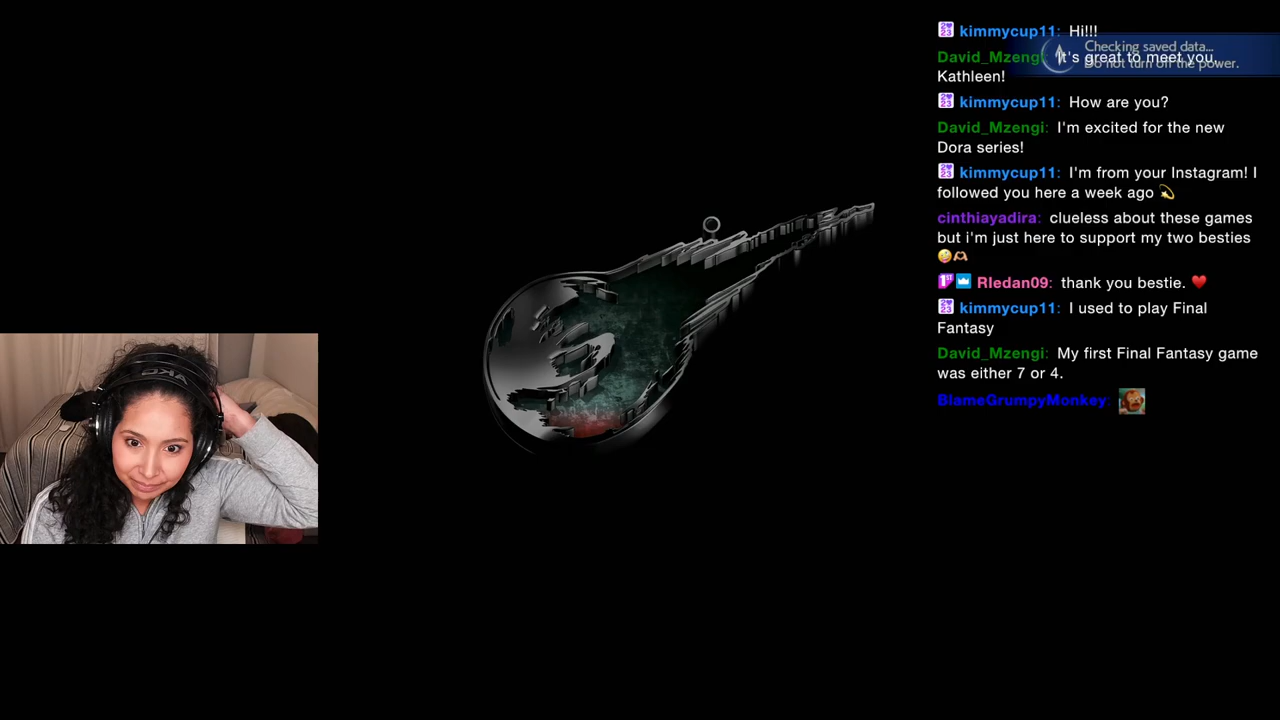 kimmycup11: Hi!!!
Checking saved data...
David_Mzengi: It's great to meet you,
Do not turn off the power.
Kathleen!
kimmycup11: How are you?
David_Mzengi: I'm excited for the new
Dora series!
kimmycup11: I'm from your Instagram! I
followed you here a week ago 💫
cinthiayadira: clueless about these games
but i'm just here to support my two besties
🤪🫶🏼
Rledan09: thank you bestie. ❤️
kimmycup11: I used to play Final
Fantasy
David_Mzengi: My first Final Fantasy game
was either 7 or 4.
BlameGrumpyMonkey:
AKG